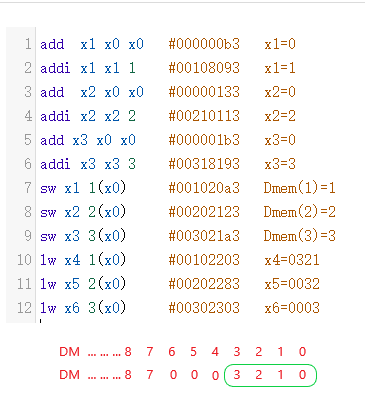 1 add x1 x0 x0 #000000b3 x1=0
2 addi x1 x1 1 #00108093 x1=1
3 add x2 x0 x0 #00000133 x2=0
4 addi x2 x2 2 #00210113 x2=2
5 add x3 x0 x0 #000001b3 x3=0
6 addi x3 x3 3 #00318193 x3=3
7 sw x1 1(x0) #001020a3 Dmem(1)=1
8 sw x2 2(x0) #00202123 Dmem(2)=2
9 sw x3 3(x0) #003021a3 Dmem(3)=3
10 lw x4 1(x0) #00102203 x4=0321
11 lw x5 2(x0) #00202283 x5=0032
12 lw x6 3(x0) #00302303 x6=0003
DM ... ... ... 8 7 6 5 4 3 2 1 0
DM ... ... ... 8 7 0 0 0 3 2 1 0